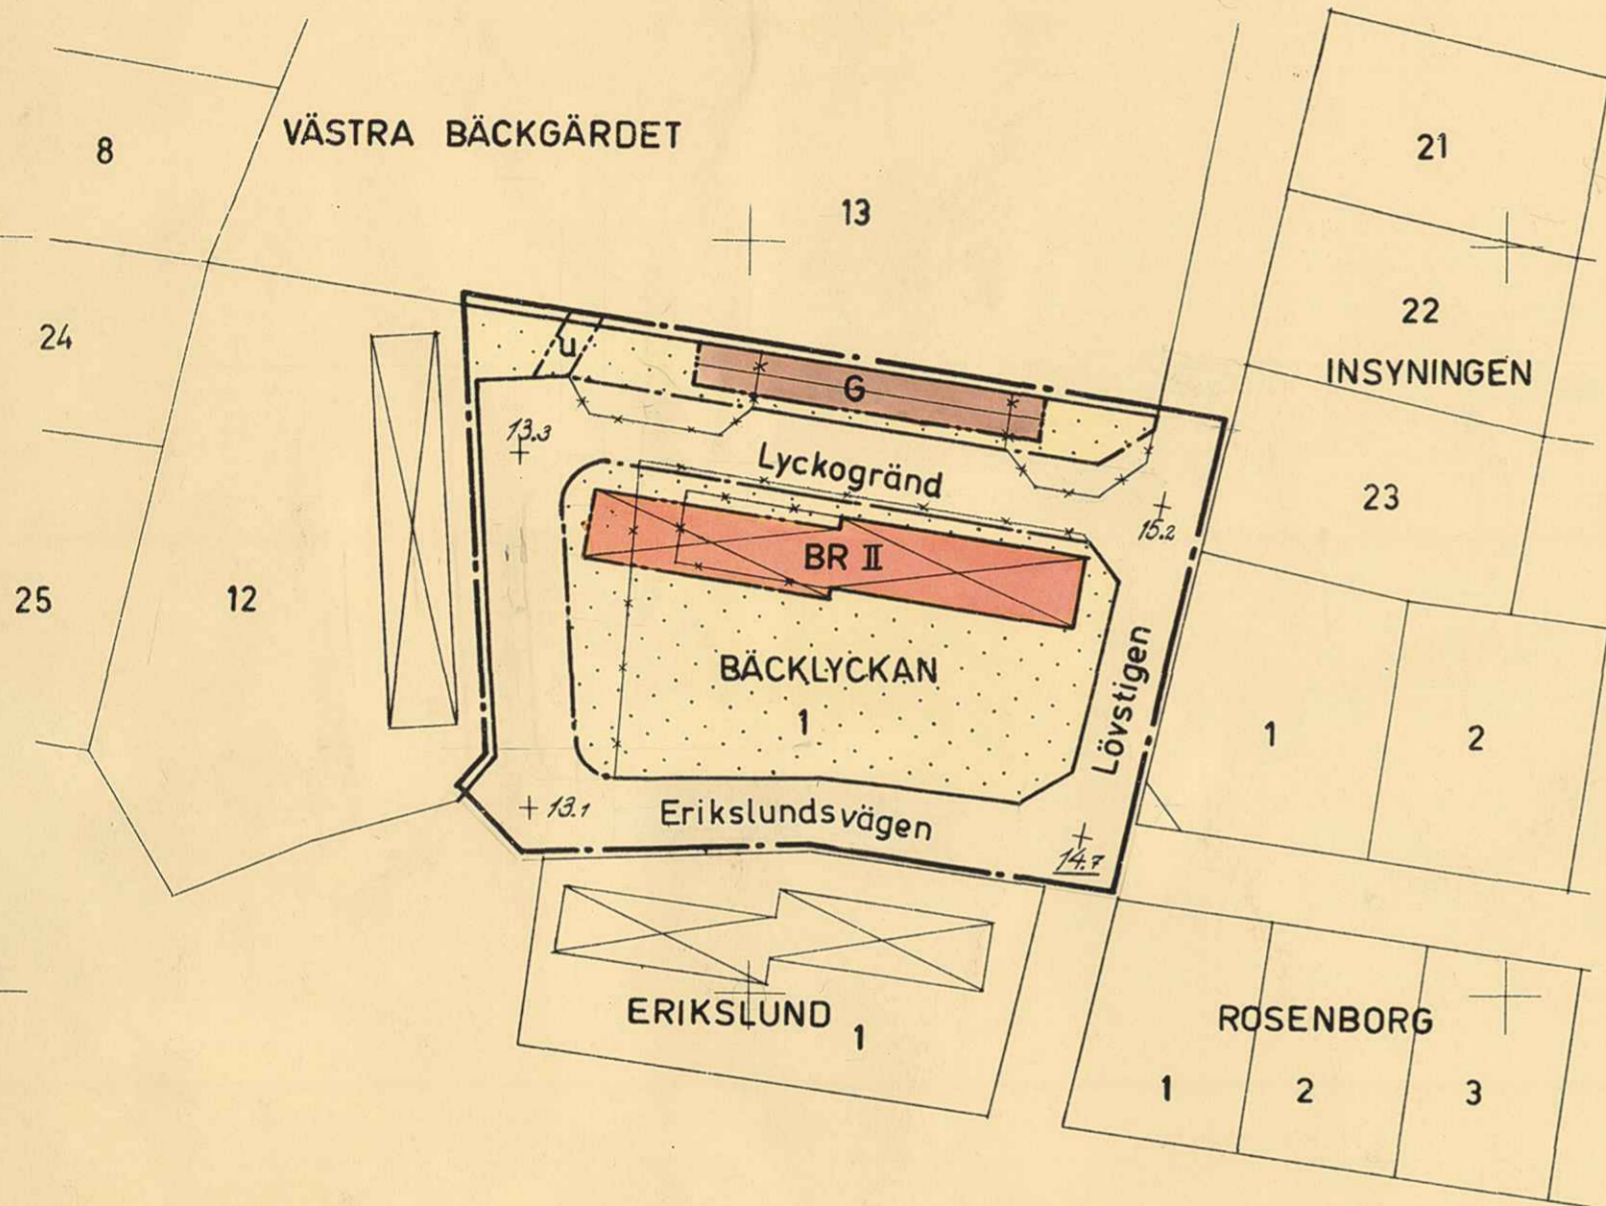 VÄSTRA BÄCKGÄRDET
8
21
13
24
22
INSYNINGEN
u
G
13.3
Lyckogränd
15.2
23
BR II
25
12
BÄCKLYCKAN
1
Lövstigen
1
2
13.1
Erikslundsvägen
14.7
ERIKSLUND
1
ROSENBORG
1
2
3